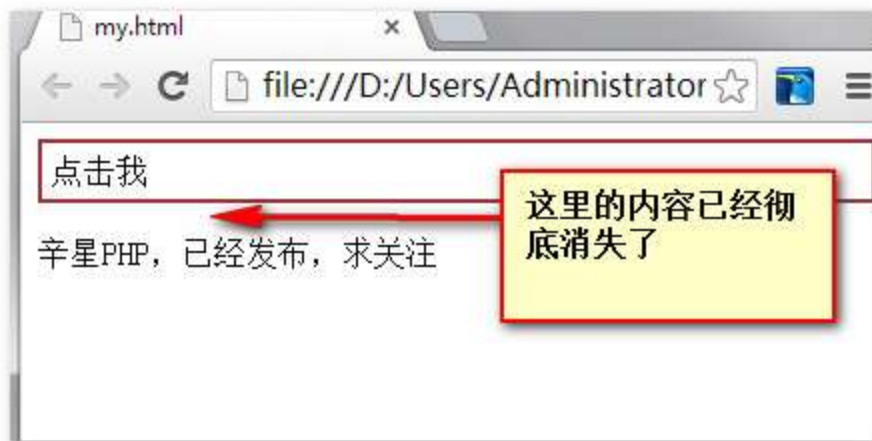 my.html
file:///D:/Users/Administrator
点击我
这里的内容已经彻
底消失了
辛星PHP，已经发布，求关注